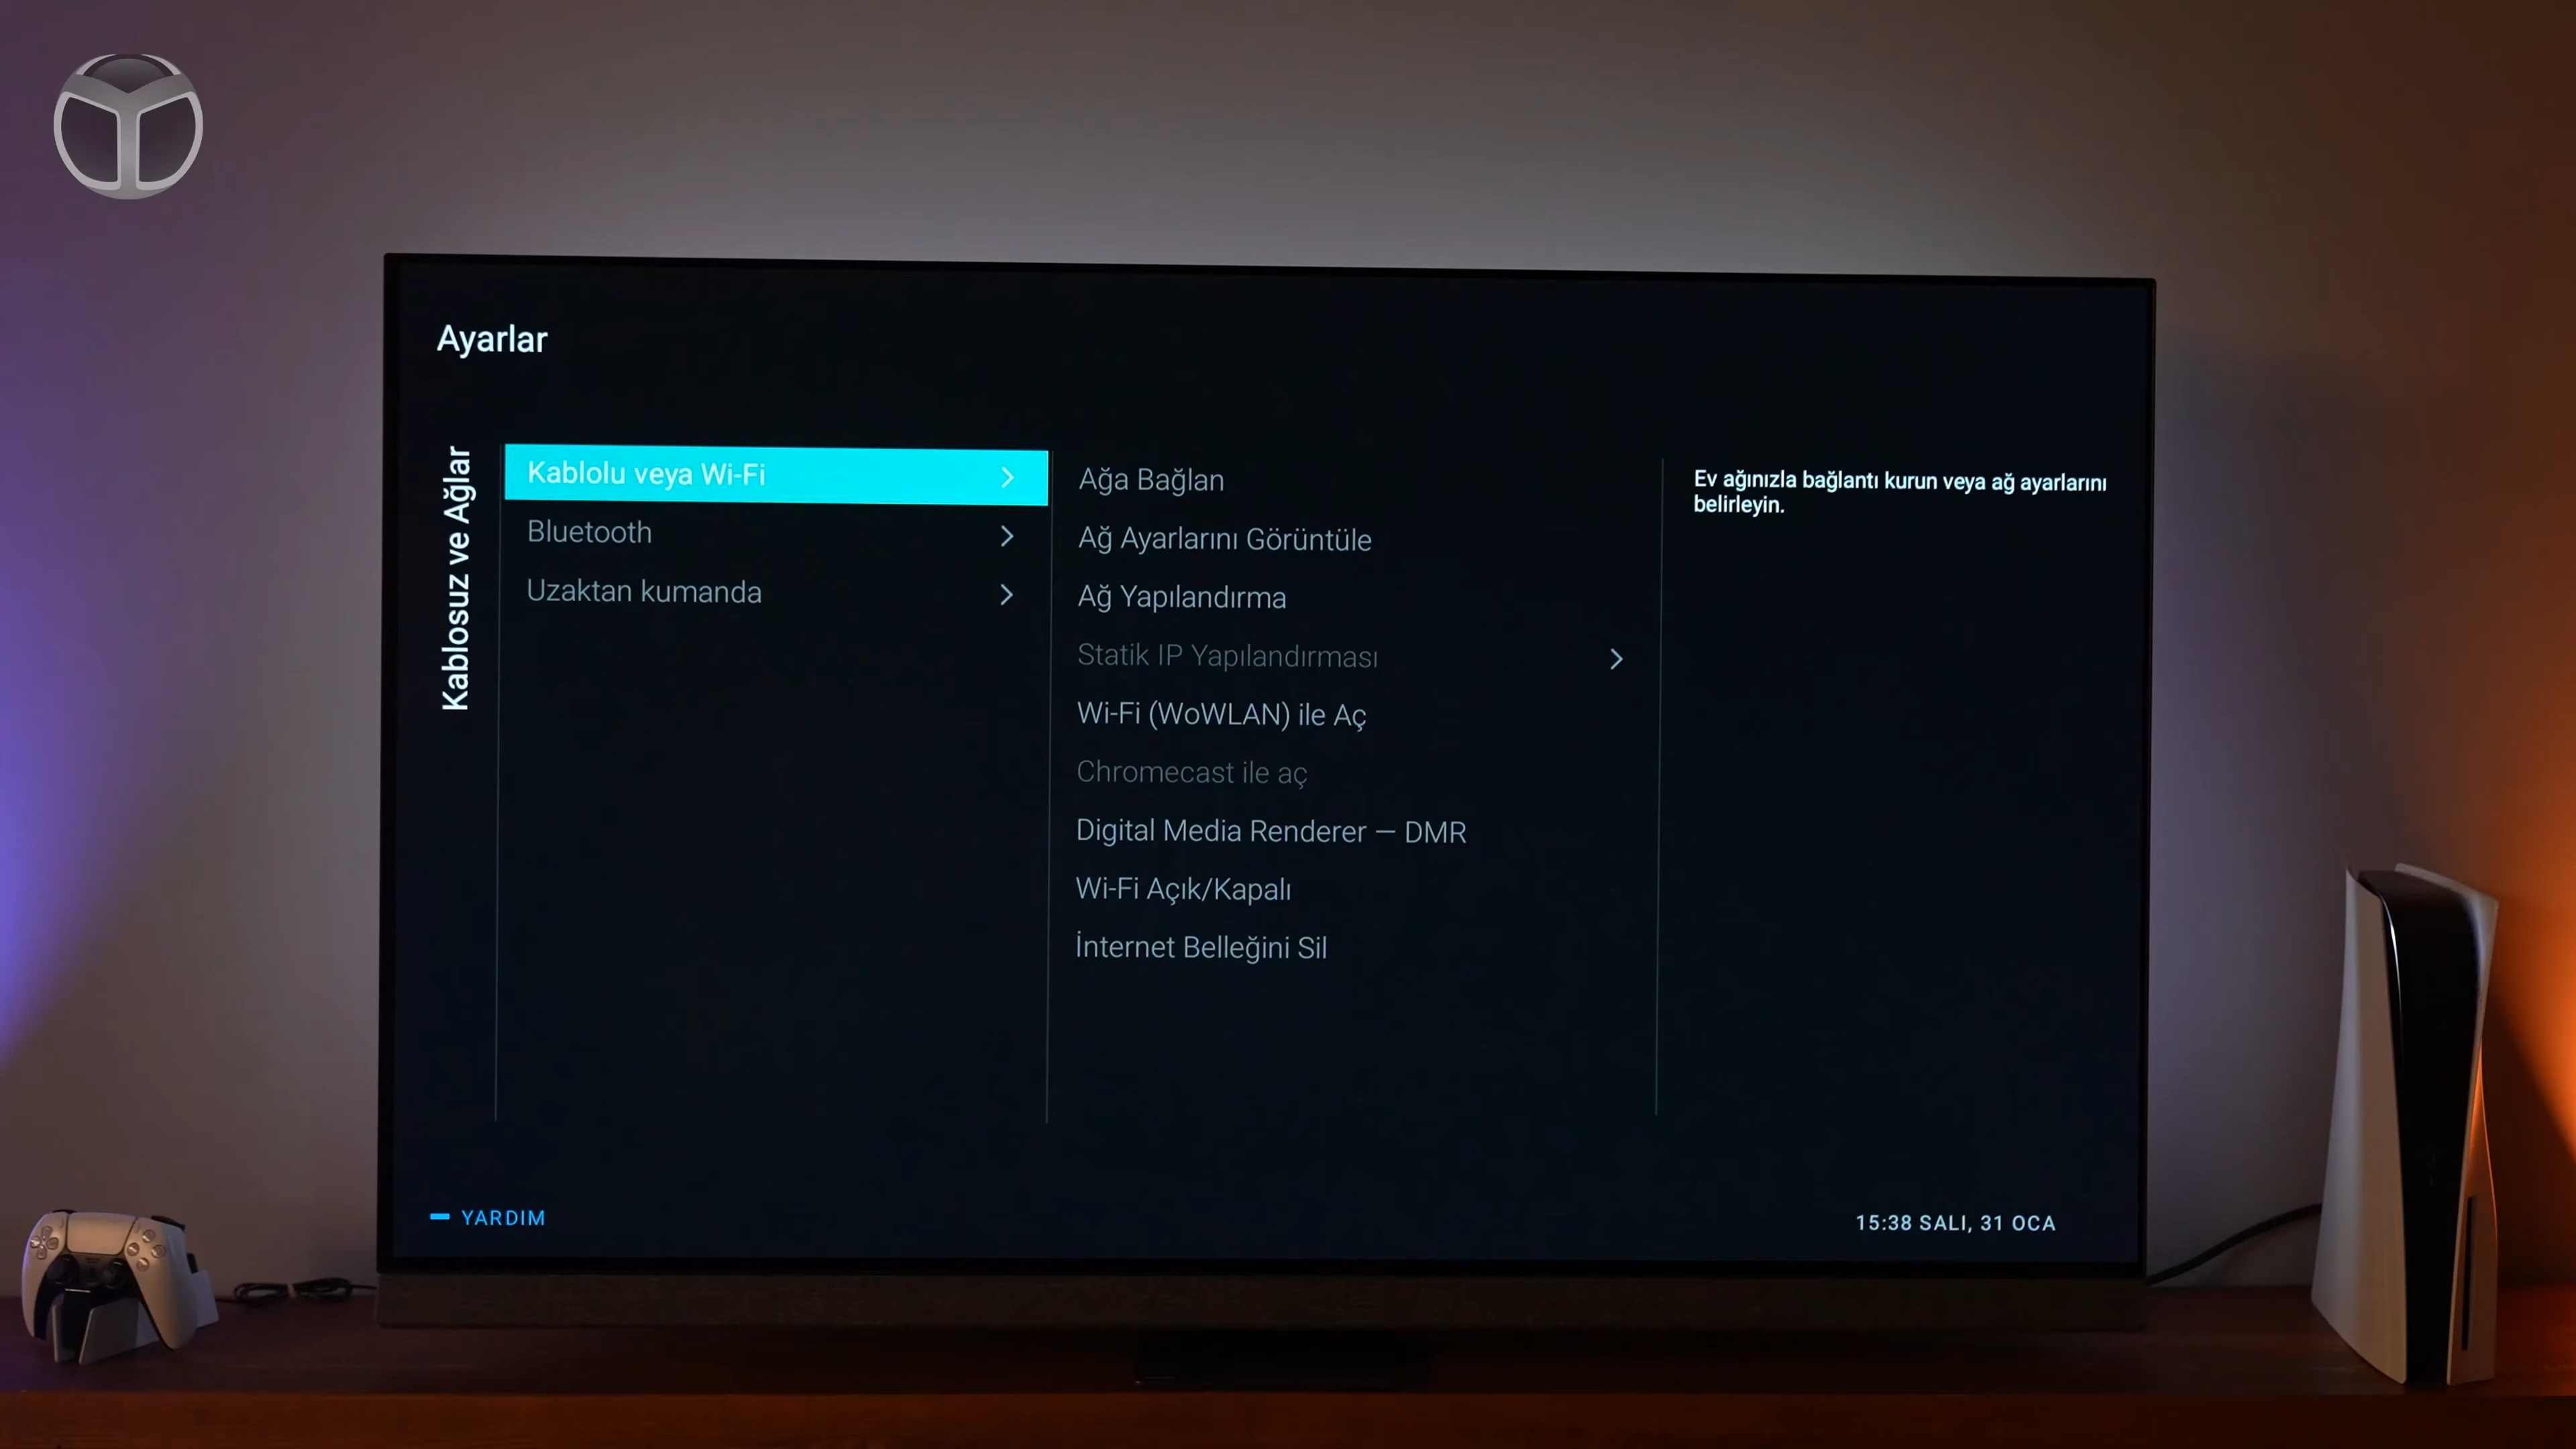 Ayarlar
Kablosuz ve Ağlar
Kablolu veya Wi-Fi
Bluetooth
Uzaktan kumanda
Ağa Bağlan
Ağ Ayarlarını Görüntüle
Ağ Yapılandırma
Statik IP Yapılandırması
Wi-Fi (WoWLAN) ile Aç
Chromecast ile aç
Digital Media Renderer — DMR
Wi-Fi Açık/Kapalı
İnternet Belleğini Sil
Ev ağınızla bağlantı kurun veya ağ ayarlarını
belirleyin.
YARDIM
15:38 SALI, 31 OCA